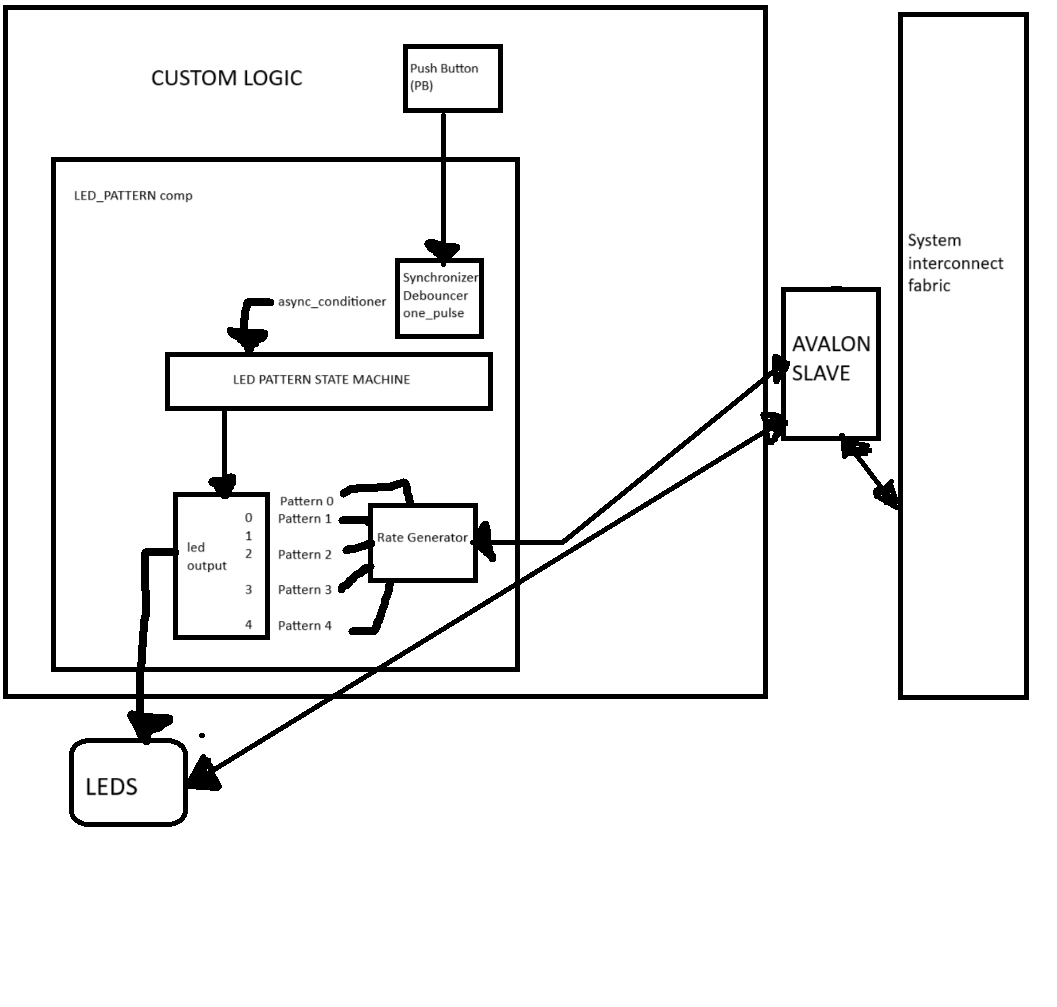 CUSTOM LOGIC
Push Button
(PB)
LED_PATTERN comp
Synchronizer
Debouncer
one_pulse
async_conditioner
LED PATTERN STATE MACHINE
led
output
0
1
2
3
4
Pattern 0
Pattern 1
Pattern 2
Pattern 3
Pattern 4
Rate Generator
LEDS
AVALON
SLAVE
System
interconnect
fabric